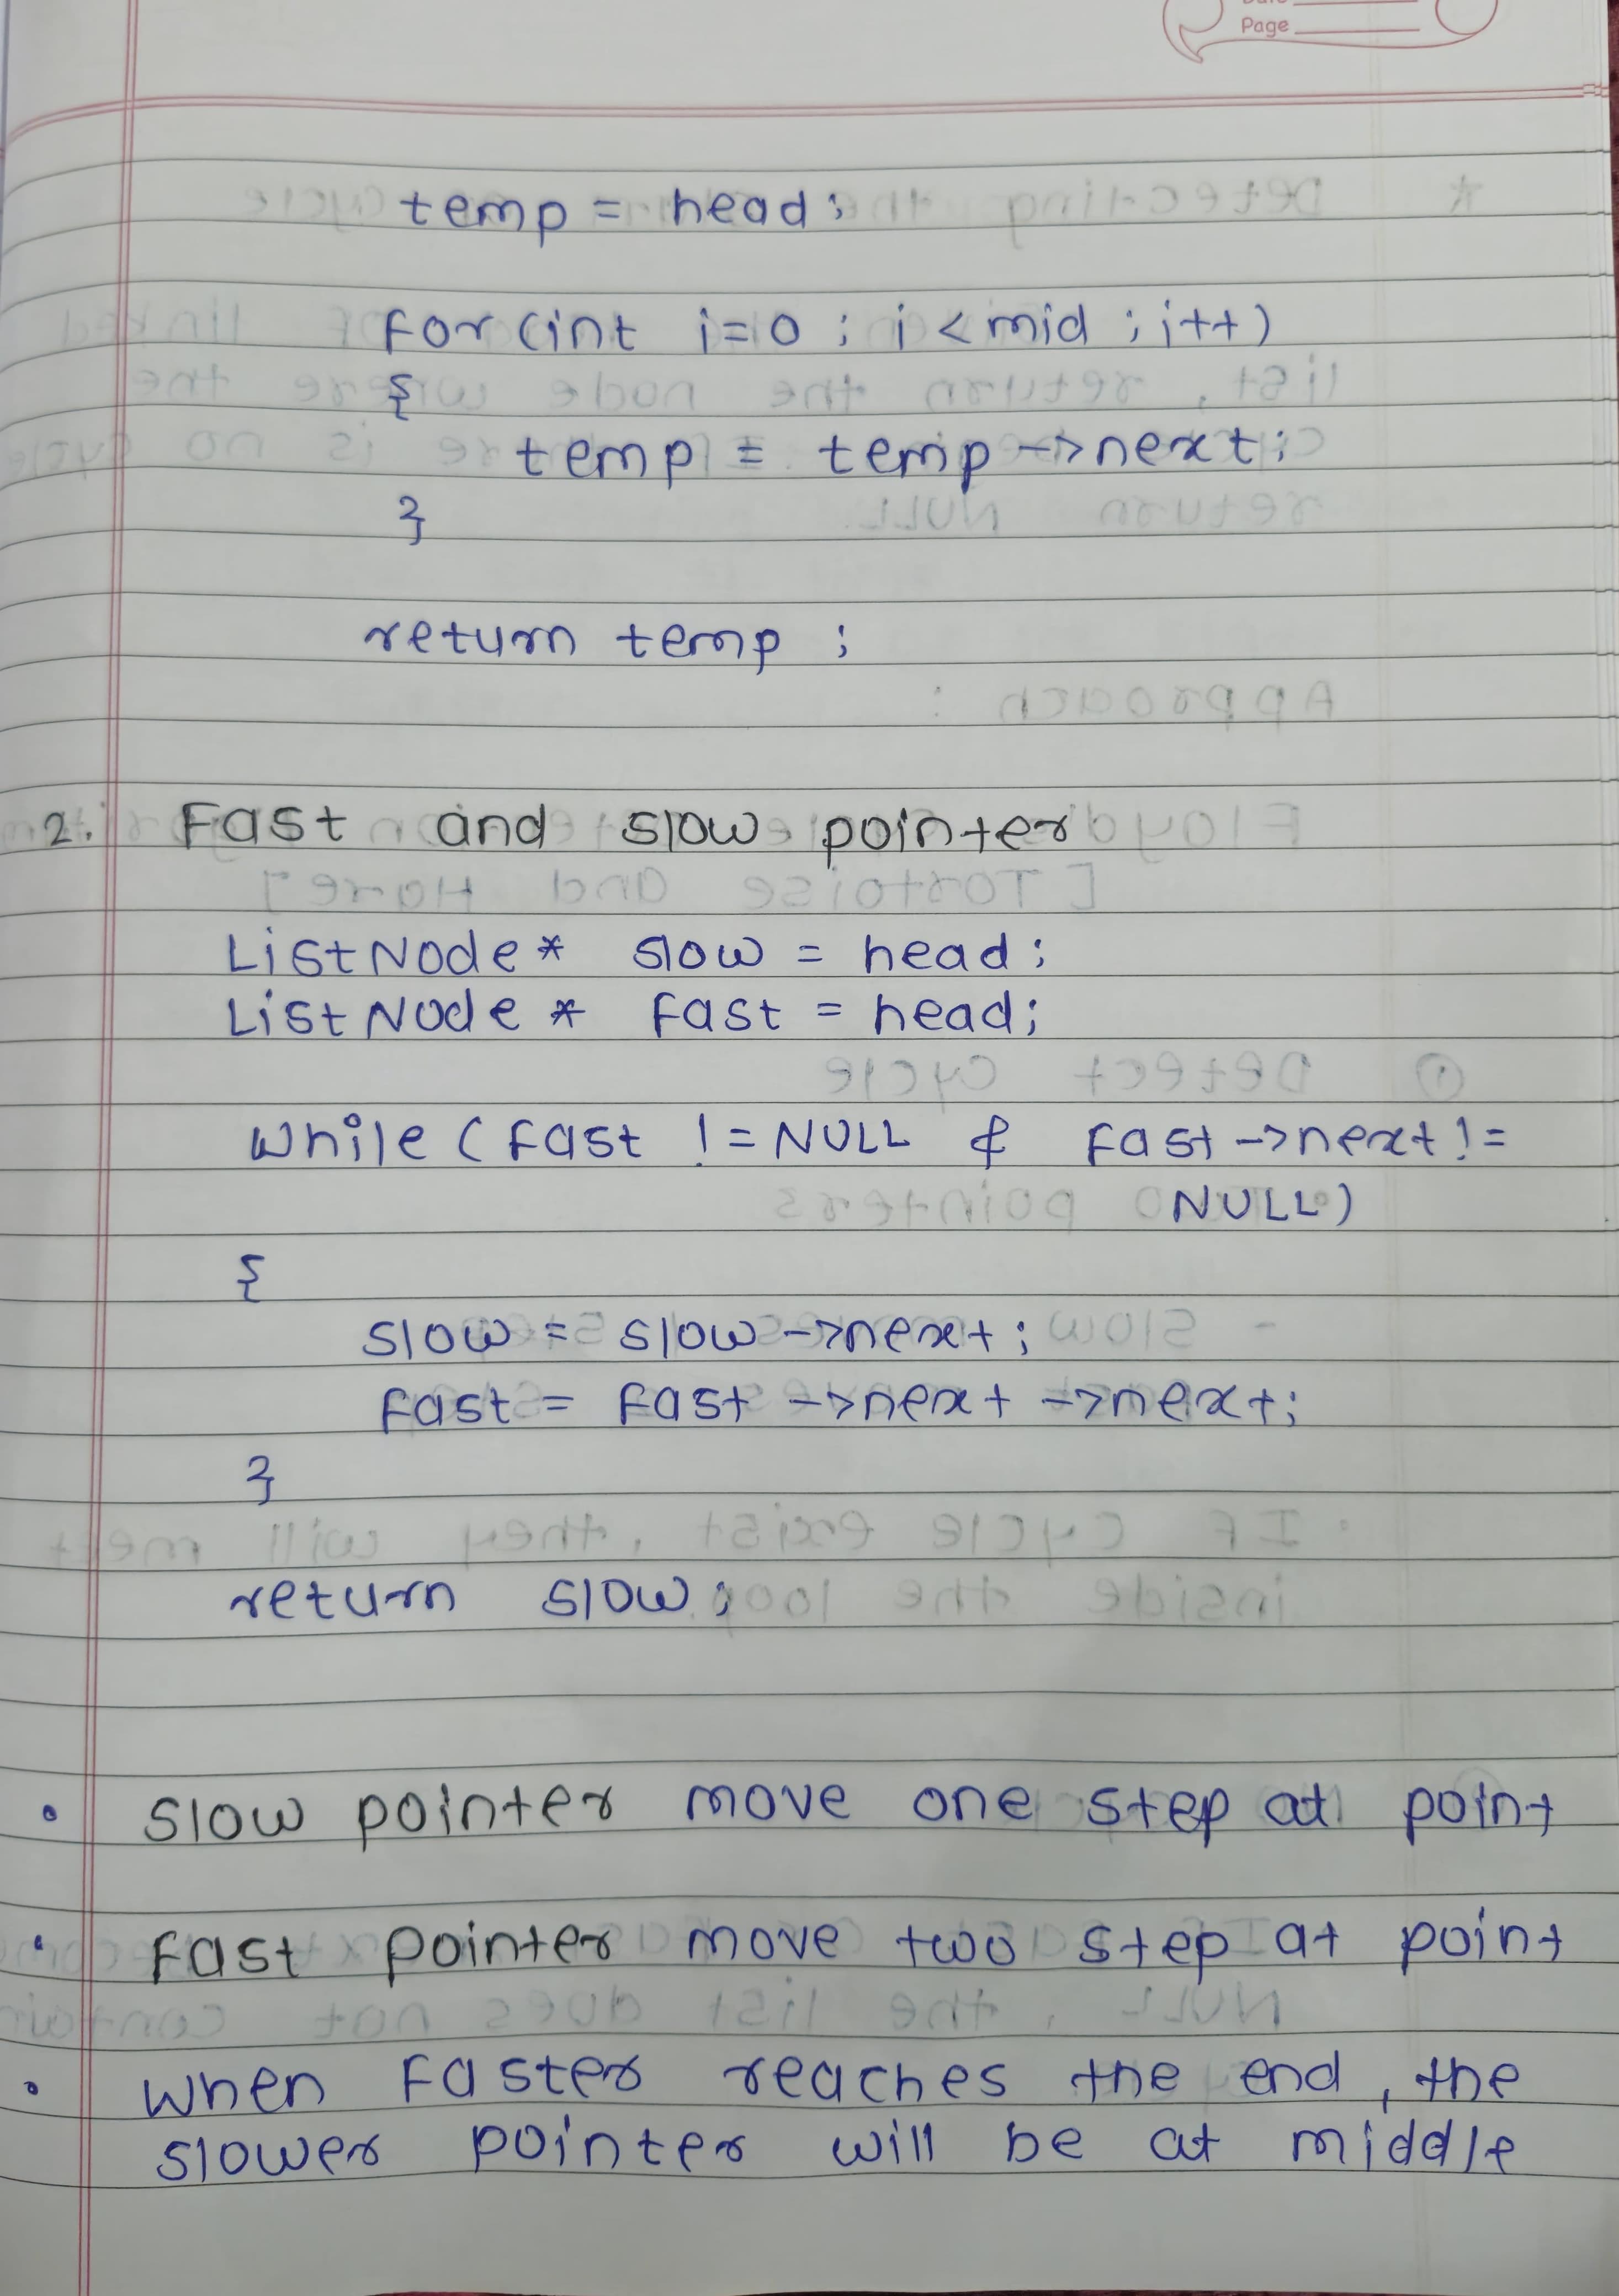 Page
temp = head;
for(int i=0 ; i < mid ; i++)
{
temp = temp->next;
}
return temp ;
2. Fast and slow pointer
ListNode* slow = head;
ListNode* fast = head;
while (fast != NULL & fast->next !=
NULL)
{
slow = slow->next;
fast = fast->next->next;
}
return slow;
• slow pointer move one step at point
• Fast pointer move two step at point
• When Faster reaches the end, the
slower pointer will be at middle